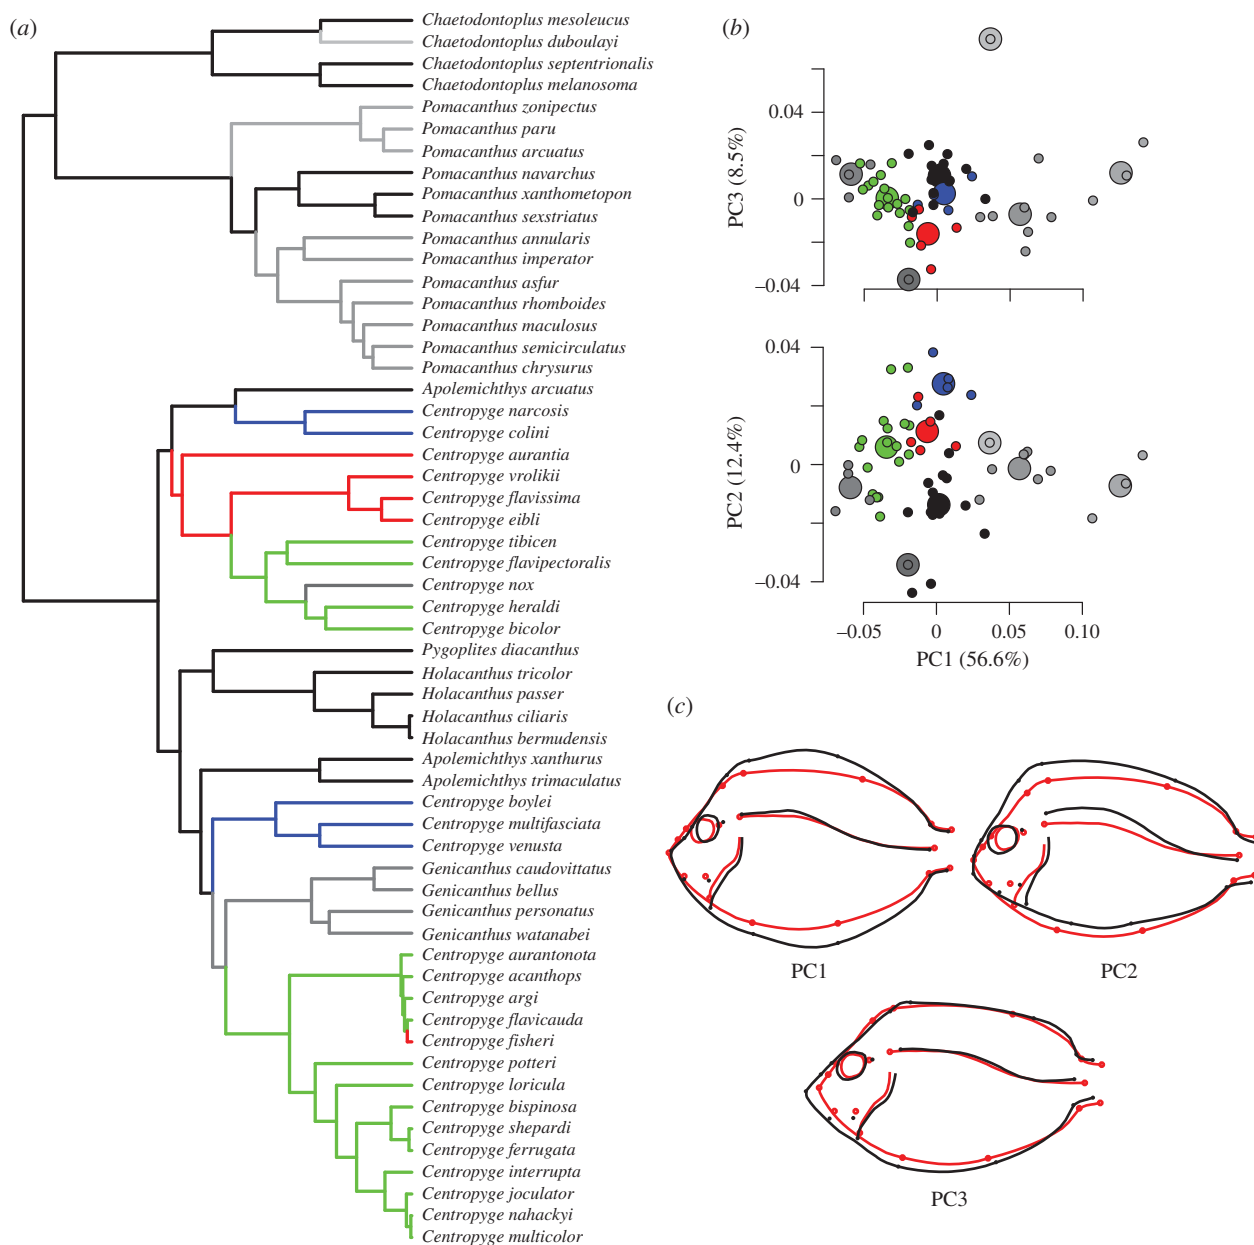 (a)
Chaetodontoplus mesoleucus
Chaetodontoplus duboulayi
Chaetodontoplus septentrionalis
Chaetodontoplus melanosoma
Pomacanthus zonipectus
Pomacanthus paru
Pomacanthus arcuatus
Pomacanthus navarchus
Pomacanthus xanthometopon
Pomacanthus sexstriatus
Pomacanthus annularis
Pomacanthus imperator
Pomacanthus asfur
Pomacanthus rhomboides
Pomacanthus maculosus
Pomacanthus semicirculatus
Pomacanthus chrysurus
Apolemichthys arcuatus
Centropyge narcosis
Centropyge colini
Centropyge aurantia
Centropyge vrolikii
Centropyge flavissima
Centropyge eibli
Centropyge tibicen
Centropyge flavipectoralis
Centropyge nox
Centropyge heraldi
Centropyge bicolor
Pygoplites diacanthus
Holacanthus tricolor
Holacanthus passer
Holacanthus ciliaris
Holacanthus bermudensis
Apolemichthys xanthurus
Apolemichthys trimaculatus
Centropyge boylei
Centropyge multifasciata
Centropyge venusta
Genicanthus caudovittatus
Genicanthus bellus
Genicanthus personatus
Genicanthus watanabei
Centropyge aurantonota
Centropyge acanthops
Centropyge argi
Centropyge flavicauda
Centropyge fisheri
Centropyge potteri
Centropyge loricula
Centropyge bispinosa
Centropyge shepardi
Centropyge ferrugata
Centropyge interrupta
Centropyge joculator
Centropyge nahackyi
Centropyge multicolor
(b)
PC3 (8.5%)
0.04
0
−0.04
PC2 (12.4%)
0.04
0
−0.04
−0.05 0 0.05 0.10
PC1 (56.6%)
(c)
PC1
PC2
PC3